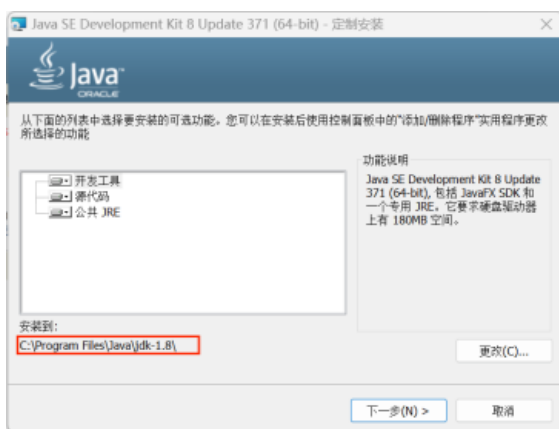 Java SE Development Kit 8 Update 371 (64-bit) - 定制安装
Java
ORACLE
从下面的列表中选择要安装的可选功能。您可以在安装后使用控制面板中的“添加/删除程序”实用程序更改
所选择的功能
开发工具
源代码
公共 JRE
功能说明
Java SE Development Kit 8 Update
371 (64-bit), 包括 JavaFX SDK 和
一个专用 JRE。它要求硬盘驱动器
上有 180MB 空间。
安装到:
C:\Program Files\Java\jdk-1.8\
更改(C)...
下一步(N) >
取消